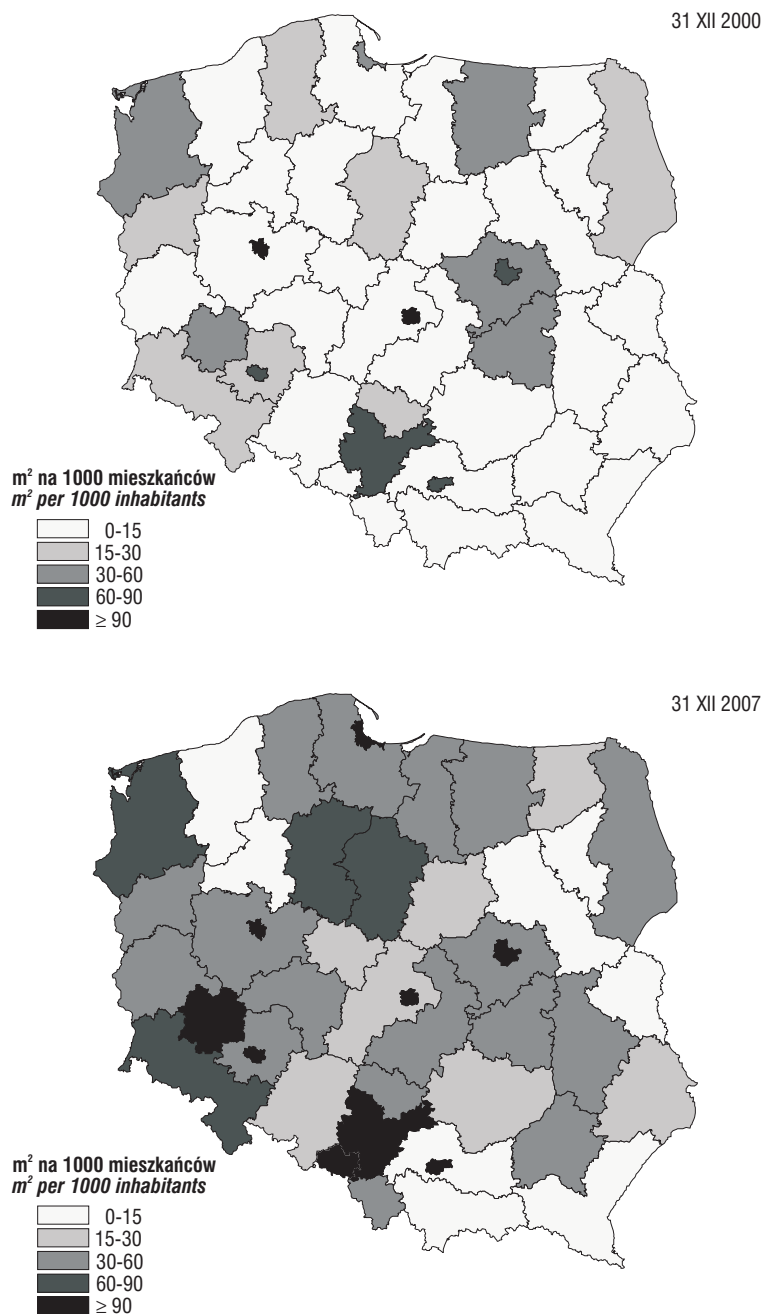 31 XII 2000
m² na 1000 mieszkańców
m² per 1000 inhabitants
0-15
15-30
30-60
60-90
≥ 90
31 XII 2007
m² na 1000 mieszkańców
m² per 1000 inhabitants
0-15
15-30
30-60
60-90
≥ 90